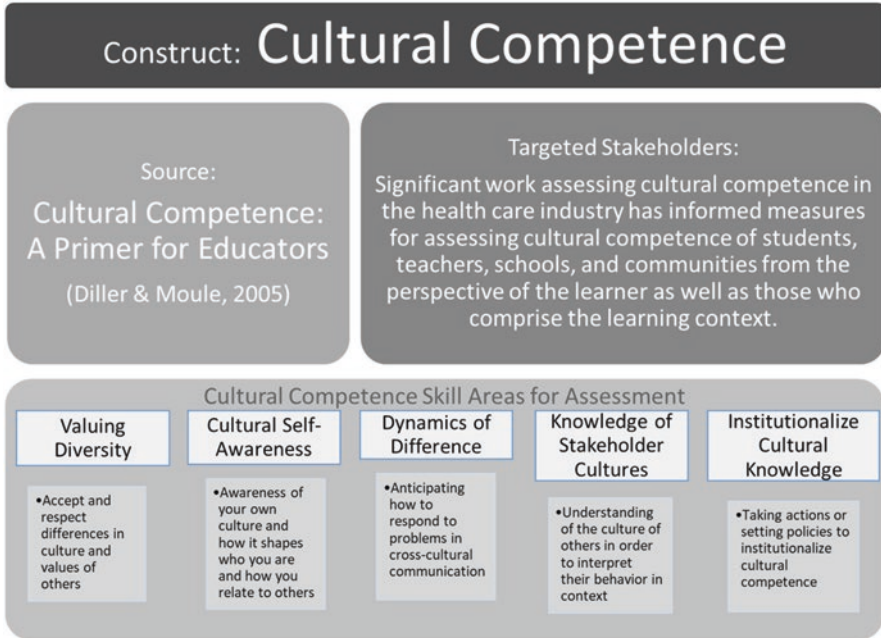 Construct: Cultural Competence
Source:
Cultural Competence:
A Primer for Educators
(Diller & Moule, 2005)
Targeted Stakeholders:
Significant work assessing cultural competence in
the health care industry has informed measures
for assessing cultural competence of students,
teachers, schools, and communities from the
perspective of the learner as well as those who
comprise the learning context.
Cultural Competence Skill Areas for Assessment
Valuing
Diversity
•Accept and
respect
differences in
culture and
values of
others
Cultural Self-
Awareness
•Awareness of
your own
culture and
how it shapes
who you are
and how you
relate to others
Dynamics of
Difference
•Anticipating
how to
respond to
problems in
cross-cultural
communication
Knowledge of
Stakeholder
Cultures
•Understanding
of the culture of
others in order
to interpret
their behavior in
context
Institutionalize
Cultural
Knowledge
•Taking actions or
setting policies to
institutionalize
cultural
competence